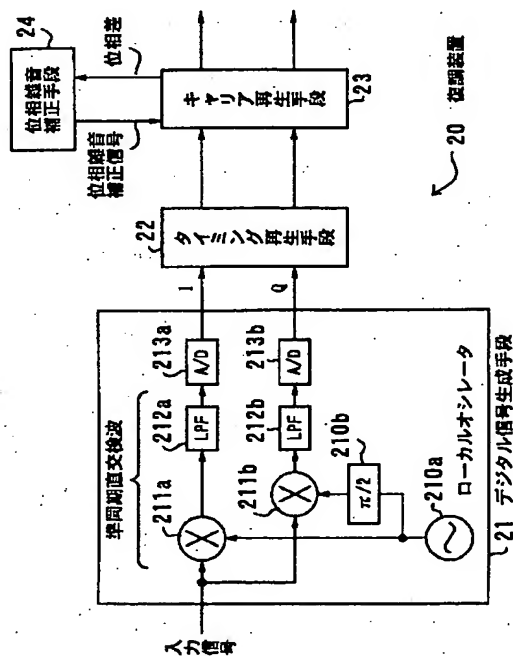 24
位相雑音
補正手段
位相差
位相雑音
補正信号
キャリア再生手段
23
20 復調装置
22
タイミング再生手段
I
Q
準同期直交検波
211a
212a
213a
LPF
A/D
211b
212b
213b
LPF
A/D
210b
π/2
ローカルオシレータ
210a
入力
信号
21 デジタル信号生成手段